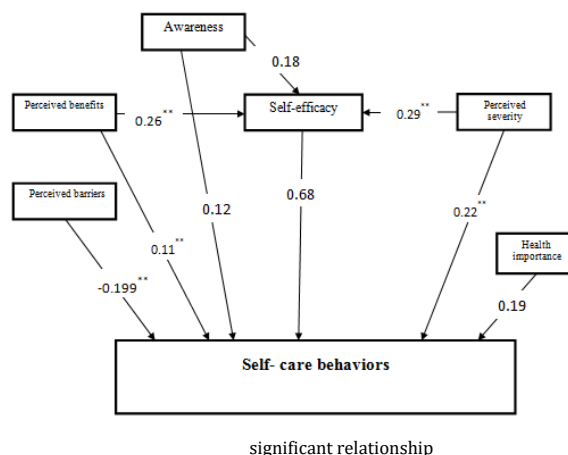 Awareness
0.18
Perceived benefits
0.26**
Self-efficacy
0.29**
Perceived
severity
Perceived barriers
0.12
0.68
0.22**
0.11**
Health
importance
-0.199**
0.19
Self- care behaviors
significant relationship